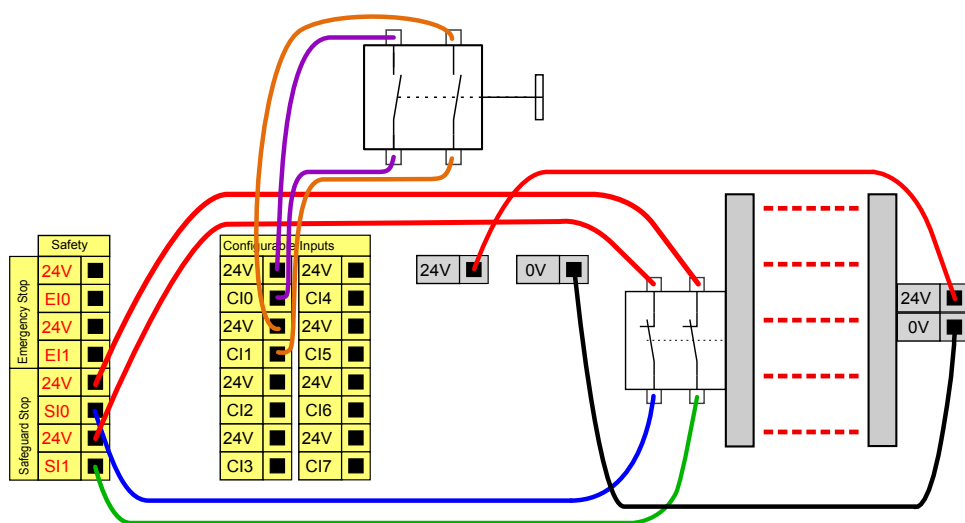 Safety
Emergency Stop
24V
EI0
24V
EI1
Safeguard Stop
24V
SI0
24V
SI1
Configurable Inputs
24V 24V
CI0 CI4
24V 24V
CI1 CI5
24V 24V
CI2 CI6
24V 24V
CI3 CI7
24V 0V
24V
0V